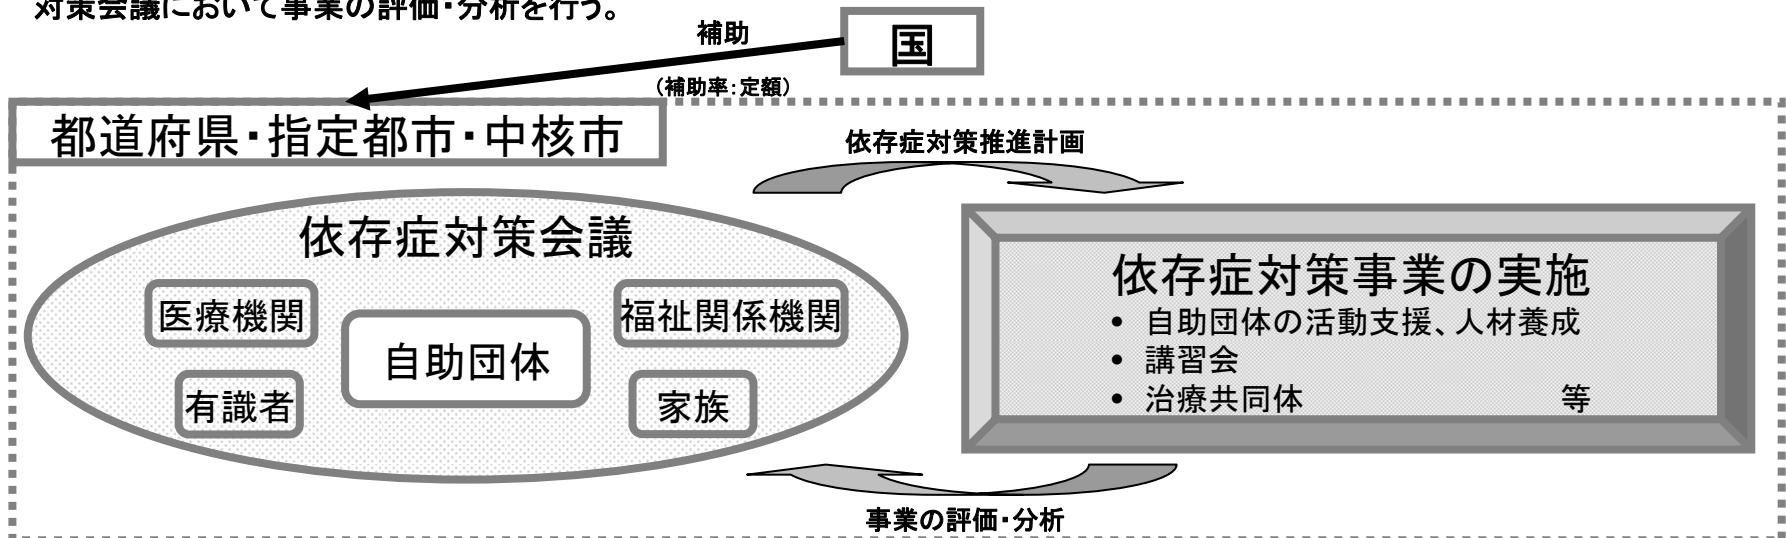 対策会議において事業の評価・分析を行う。
補助
国
（補助率：定額）
都道府県・指定都市・中核市
依存症対策推進計画
依存症対策会議
医療機関
福祉関係機関
自助団体
有識者
家族
依存症対策事業の実施
• 自助団体の活動支援、人材養成
• 講習会
• 治療共同体 等
事業の評価・分析